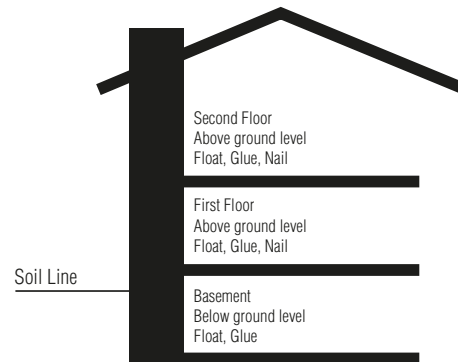 Second Floor
Above ground level
Float, Glue, Nail
First Floor
Above ground level
Float, Glue, Nail
Soil Line
Basement
Below ground level
Float, Glue